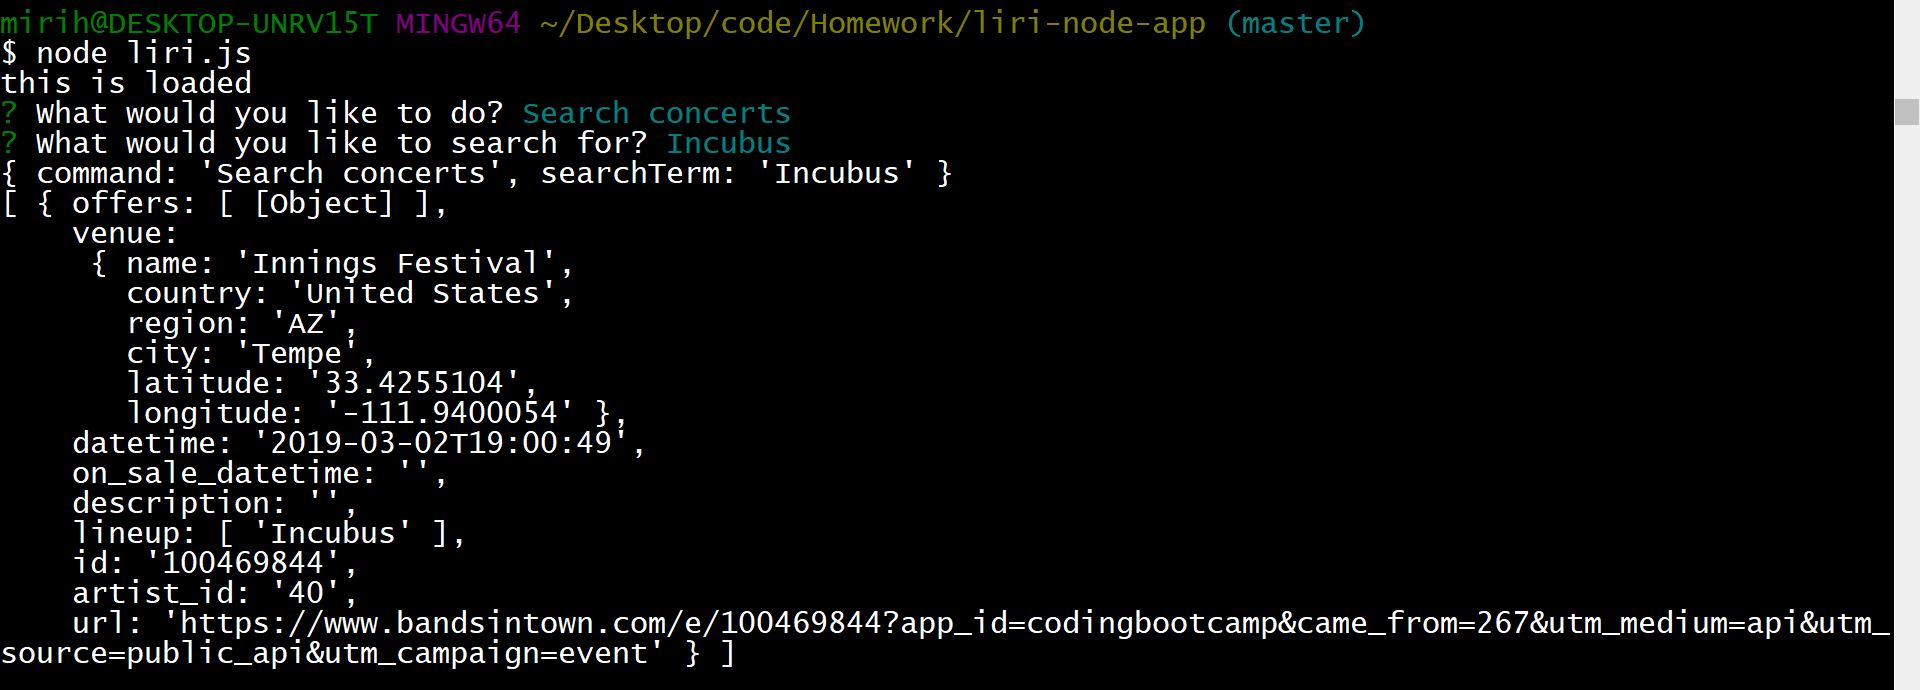 mirih@DESKTOP-UNRV15T MINGW64 ~/Desktop/code/Homework/liri-node-app (master)
$ node liri.js
this is loaded
? What would you like to do? Search concerts
? What would you like to search for? Incubus
{ command: 'Search concerts', searchTerm: 'Incubus' }
[ { offers: [ [Object] ],
    venue:
     { name: 'Innings Festival',
       country: 'United States',
       region: 'AZ',
       city: 'Tempe',
       latitude: '33.4255104',
       longitude: '-111.9400054' },
    datetime: '2019-03-02T19:00:49',
    on_sale_datetime: '',
    description: '',
    lineup: [ 'Incubus' ],
    id: '100469844',
    artist_id: '40',
    url: 'https://www.bandsintown.com/e/100469844?app_id=codingbootcamp&came_from=267&utm_medium=api&utm_
source=public_api&utm_campaign=event' } ]